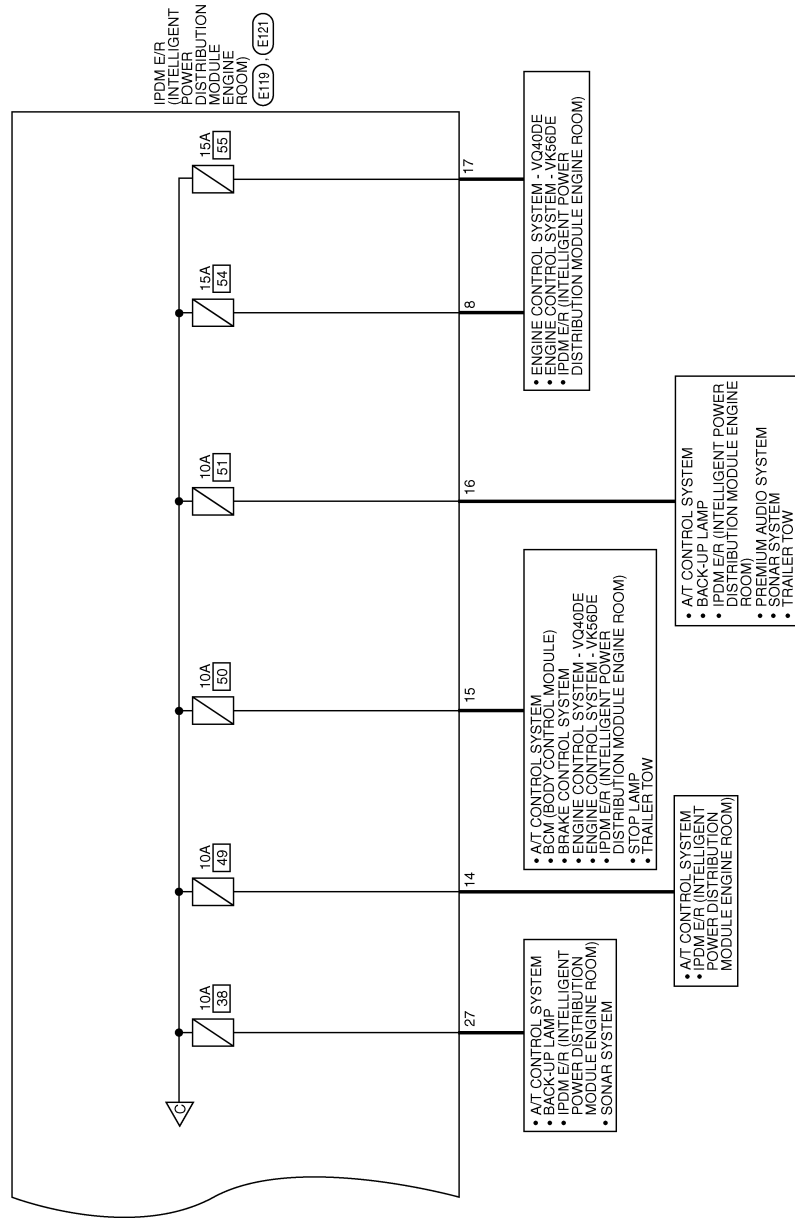 IPDM E/R
(INTELLIGENT
POWER
DISTRIBUTION
MODULE
ENGINE
ROOM)
E119 , E121
C
10A
38
10A
49
10A
50
10A
51
15A
54
15A
55
27
14
15
16
8
17
• A/T CONTROL SYSTEM
• BACK-UP LAMP
• IPDM E/R (INTELLIGENT
POWER DISTRIBUTION
MODULE ENGINE ROOM)
• SONAR SYSTEM
• A/T CONTROL SYSTEM
• IPDM E/R (INTELLIGENT
POWER DISTRIBUTION
MODULE ENGINE ROOM)
• A/T CONTROL SYSTEM
• BCM (BODY CONTROL MODULE)
• BRAKE CONTROL SYSTEM
• ENGINE CONTROL SYSTEM - VQ40DE
• ENGINE CONTROL SYSTEM - VK56DE
• IPDM E/R (INTELLIGENT POWER
DISTRIBUTION MODULE ENGINE ROOM)
• STOP LAMP
• TRAILER TOW
• A/T CONTROL SYSTEM
• BACK-UP LAMP
• IPDM E/R (INTELLIGENT POWER
DISTRIBUTION MODULE ENGINE
ROOM)
• PREMIUM AUDIO SYSTEM
• SONAR SYSTEM
• TRAILER TOW
• ENGINE CONTROL SYSTEM - VQ40DE
• ENGINE CONTROL SYSTEM - VK56DE
• IPDM E/R (INTELLIGENT POWER
DISTRIBUTION MODULE ENGINE ROOM)